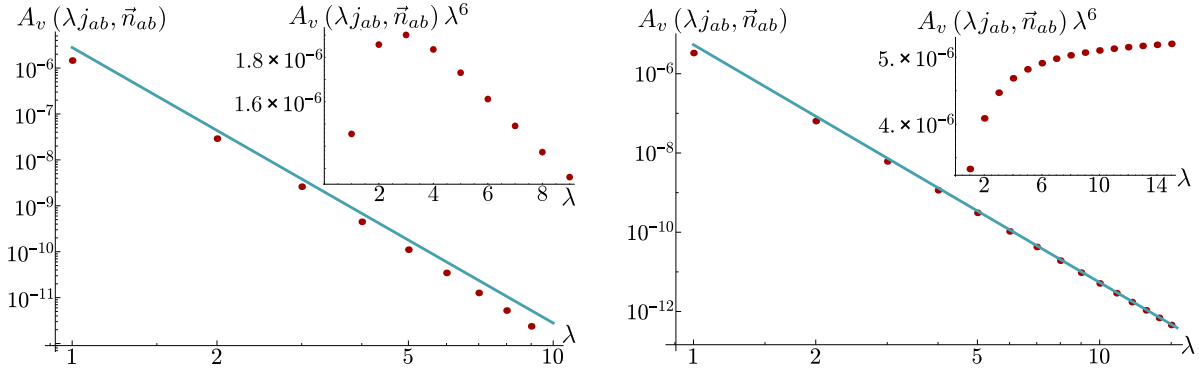 A_v (λj_ab, n⃗_ab)
A_v (λj_ab, n⃗_ab) λ^6
10^-6
10^-7
10^-8
10^-9
10^-10
10^-11
1 2 5 10 λ
1.8 × 10^-6
1.6 × 10^-6
2 4 6 8 λ
A_v (λj_ab, n⃗_ab)
A_v (λj_ab, n⃗_ab) λ^6
10^-6
10^-8
10^-10
10^-12
1 2 5 10 λ
5. × 10^-6
4. × 10^-6
2 6 10 14 λ